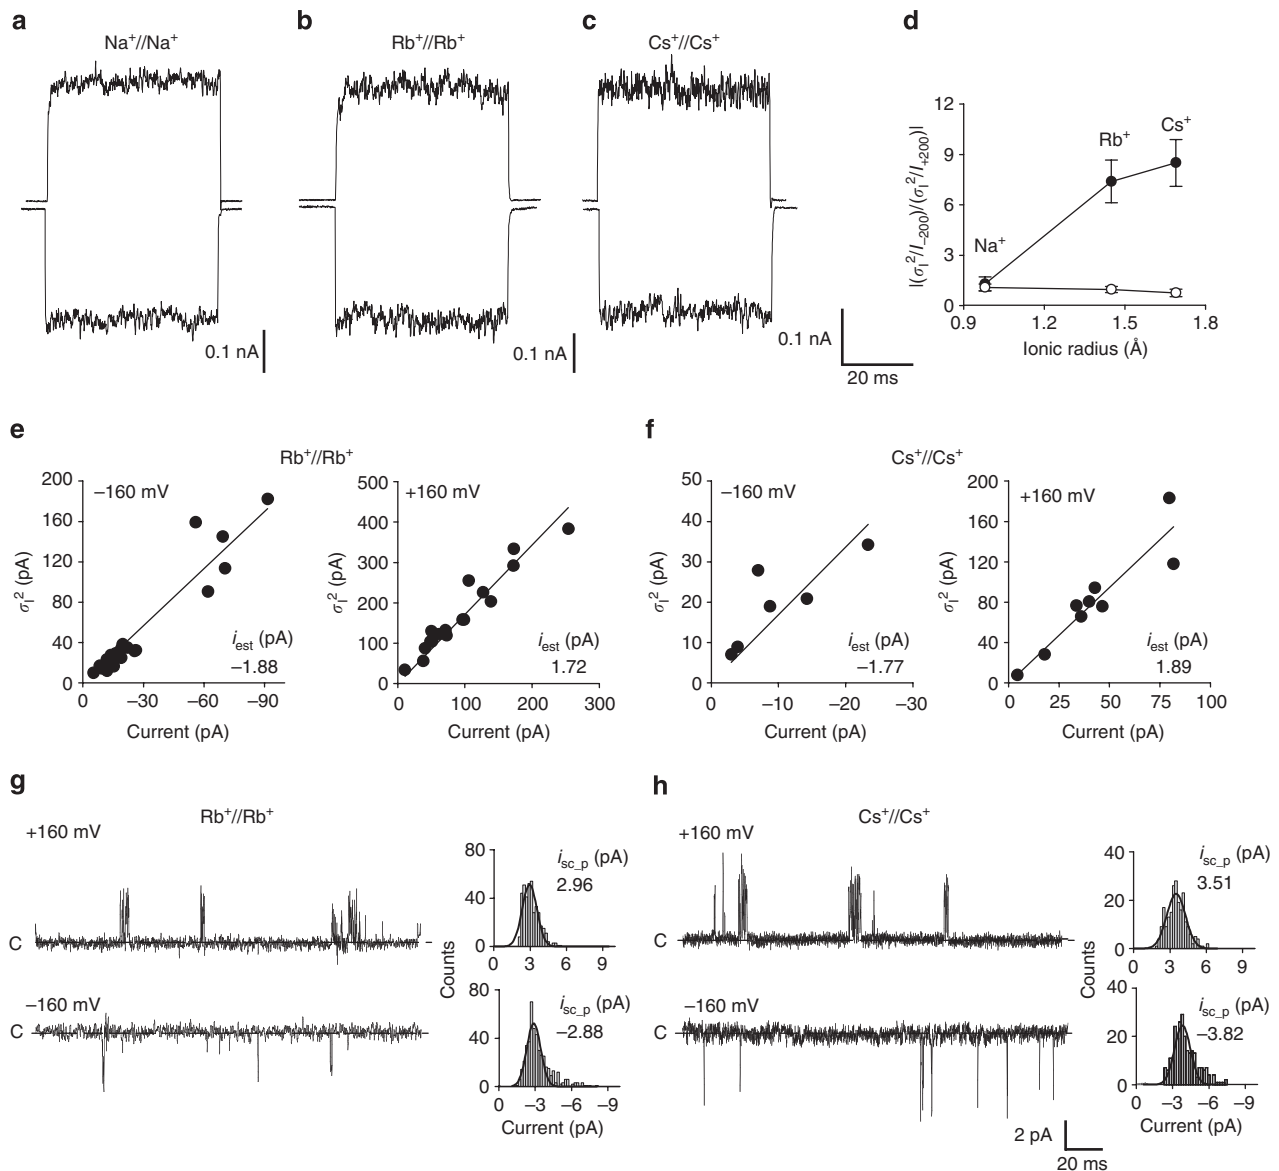 a
Na⁺//Na⁺
0.1 nA
b
Rb⁺//Rb⁺
0.1 nA
c
Cs⁺//Cs⁺
0.1 nA
20 ms
d
|(σI²/I–200)/(σI²/I+200)|
12
9
6
3
0
Na⁺
Rb⁺
Cs⁺
0.9 1.2 1.5 1.8
Ionic radius (Å)
e
Rb⁺//Rb⁺
σI² (pA)
200
160
120
80
40
0
–160 mV
iest (pA)
–1.88
0 –30 –60 –90
Current (pA)
σI² (pA)
500
400
300
200
100
0
+160 mV
iest (pA)
1.72
0 100 200 300
Current (pA)
f
Cs⁺//Cs⁺
σI² (pA)
50
40
30
20
10
0
–160 mV
iest (pA)
–1.77
0 –10 –20 –30
Current (pA)
σI² (pA)
200
160
120
80
40
0
+160 mV
iest (pA)
1.89
0 25 50 75 100
Current (pA)
g
Rb⁺//Rb⁺
+160 mV
C
–160 mV
C
Counts
80
40
0
isc_p (pA)
2.96
0 3 6 9
80
40
0
isc_p (pA)
–2.88
0 –3 –6 –9
Current (pA)
h
Cs⁺//Cs⁺
+160 mV
C
–160 mV
C
2 pA
20 ms
Counts
40
20
0
isc_p (pA)
3.51
0 3 6 9
40
20
0
isc_p (pA)
–3.82
0 –3 –6 –9
Current (pA)